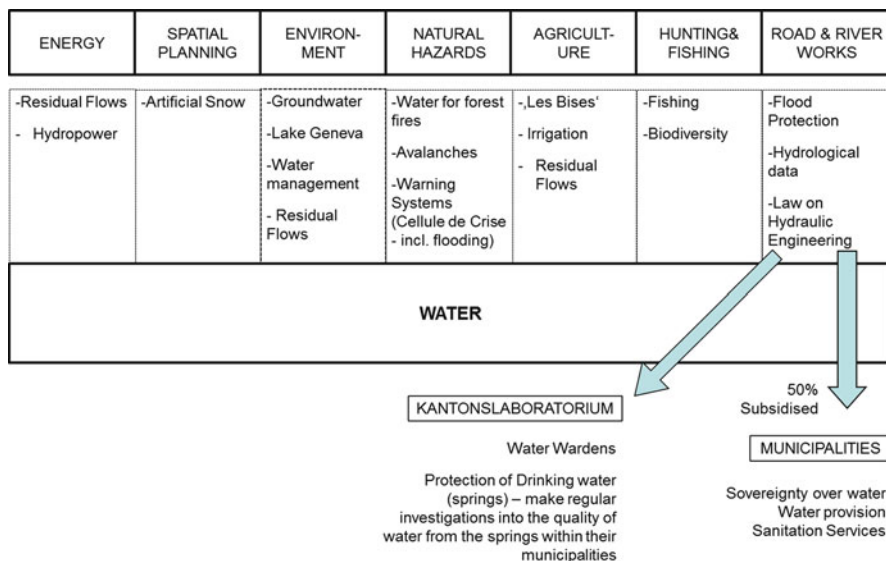 ENERGY
SPATIAL
PLANNING
ENVIRON-
MENT
NATURAL
HAZARDS
AGRICULT-
URE
HUNTING&
FISHING
ROAD & RIVER
WORKS
-Residual Flows
- Hydropower
-Artificial Snow
-Groundwater
-Lake Geneva
-Water
management
- Residual
Flows
-Water for forest
fires
-Avalanches
-Warning
Systems
(Cellule de Crise
- incl. flooding)
-‚Les Bises‘
- Irrigation
- Residual
Flows
-Fishing
-Biodiversity
-Flood
Protection
-Hydrological
data
-Law on
Hydraulic
Engineering
WATER
KANTONSLABORATORIUM
Water Wardens
Protection of Drinking water
(springs) – make regular
investigations into the quality of
water from the springs within their
municipalities
50%
Subsidised
MUNICIPALITIES
Sovereignty over water
Water provision
Sanitation Services